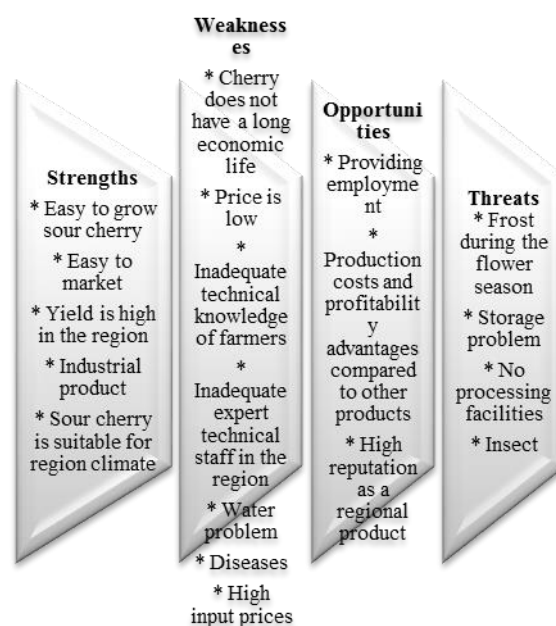 Strengths
* Easy to grow
sour cherry
* Easy to
market
* Yield is high
in the region
* Industrial
product
* Sour cherry
is suitable for
region climate
Weakness
es
* Cherry
does not
have a long
economic
life
* Price is
low
*
Inadequate
technical
knowledge
of farmers
*
Inadequate
expert
technical
staff in the
region
* Water
problem
* Diseases
* High
input prices
Opportuni
ties
* Providing
employme
nt
*
Production
costs and
profitabilit
y
advantages
compared
to other
products
* High
reputation
as a
regional
product
Threats
* Frost
during the
flower
season
* Storage
problem
* No
processing
facilities
* Insect